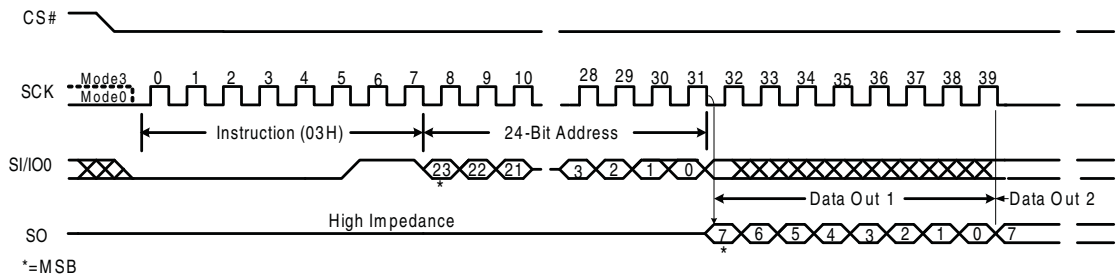 CS#
SCK Mode3 0 1 2 3 4 5 6 7 8 9 10 28 29 30 31 32 33 34 35 36 37 38 39
Mode0
Instruction (03H) 24-Bit Address
SI/IO0 23 22 21 3 2 1 0
*
Data Out 1 Data Out 2
High Impedance
SO 7 6 5 4 3 2 1 0 7
*
*=MSB